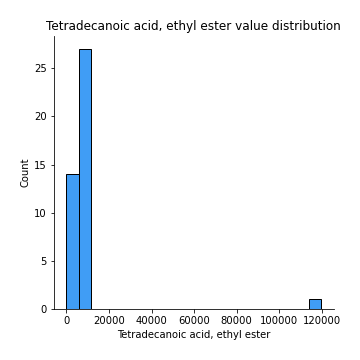 Tetradecanoic acid, ethyl ester value distribution
25
20
15
10
5
0
Count
0 20000 40000 60000 80000 100000 120000
Tetradecanoic acid, ethyl ester